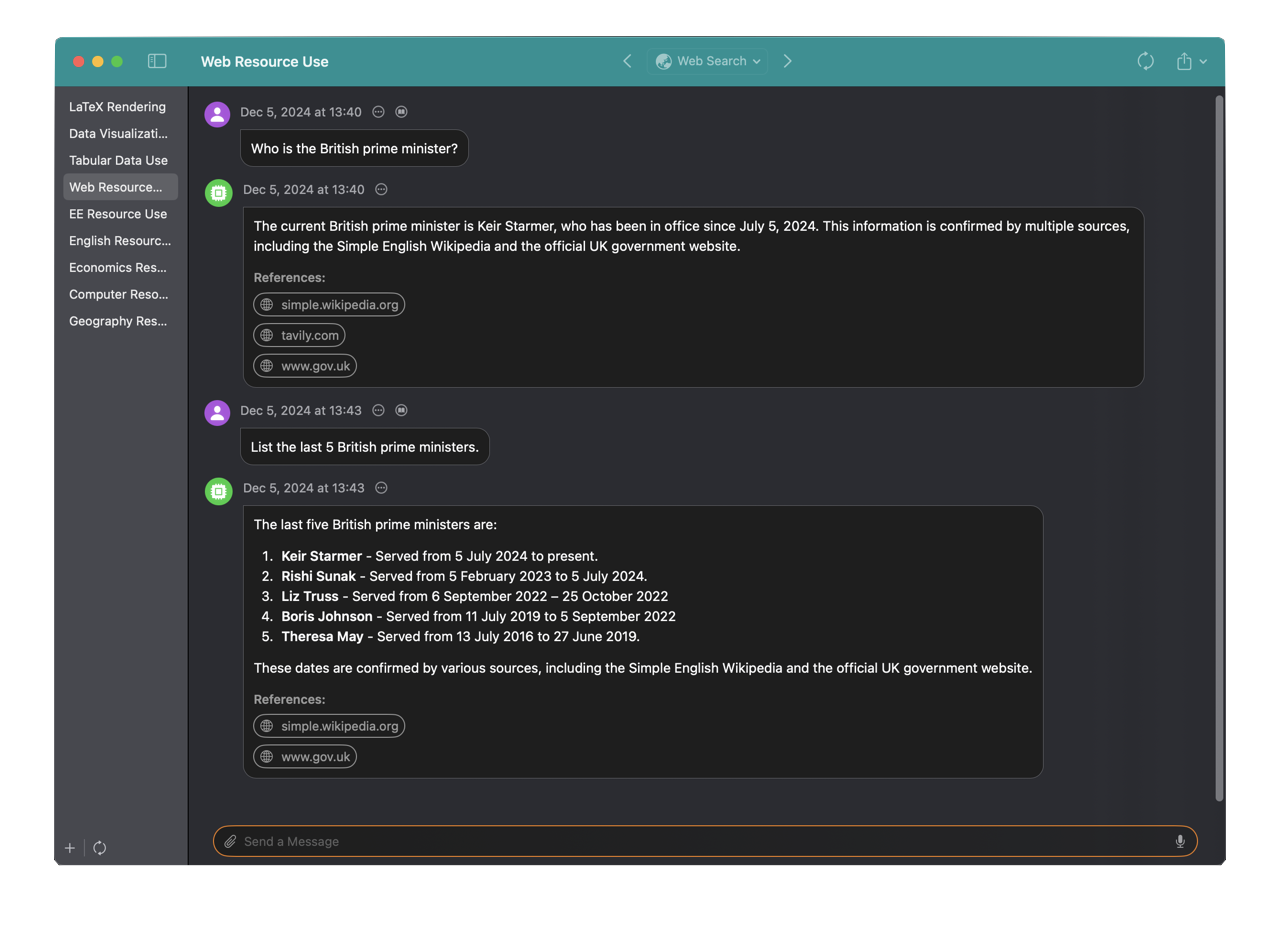 Web Resource Use
Web Search
LaTeX Rendering
Data Visualizati...
Tabular Data Use
Web Resource...
EE Resource Use
English Resourc...
Economics Res...
Computer Reso...
Geography Res...
Dec 5, 2024 at 13:40
Who is the British prime minister?
Dec 5, 2024 at 13:40
The current British prime minister is Keir Starmer, who has been in office since July 5, 2024. This information is confirmed by multiple sources,
including the Simple English Wikipedia and the official UK government website.
References:
simple.wikipedia.org
tavily.com
www.gov.uk
Dec 5, 2024 at 13:43
List the last 5 British prime ministers.
Dec 5, 2024 at 13:43
The last five British prime ministers are:
1. Keir Starmer - Served from 5 July 2024 to present.
2. Rishi Sunak - Served from 5 February 2023 to 5 July 2024.
3. Liz Truss - Served from 6 September 2022 – 25 October 2022
4. Boris Johnson - Served from 11 July 2019 to 5 September 2022
5. Theresa May - Served from 13 July 2016 to 27 June 2019.
These dates are confirmed by various sources, including the Simple English Wikipedia and the official UK government website.
References:
simple.wikipedia.org
www.gov.uk
Send a Message